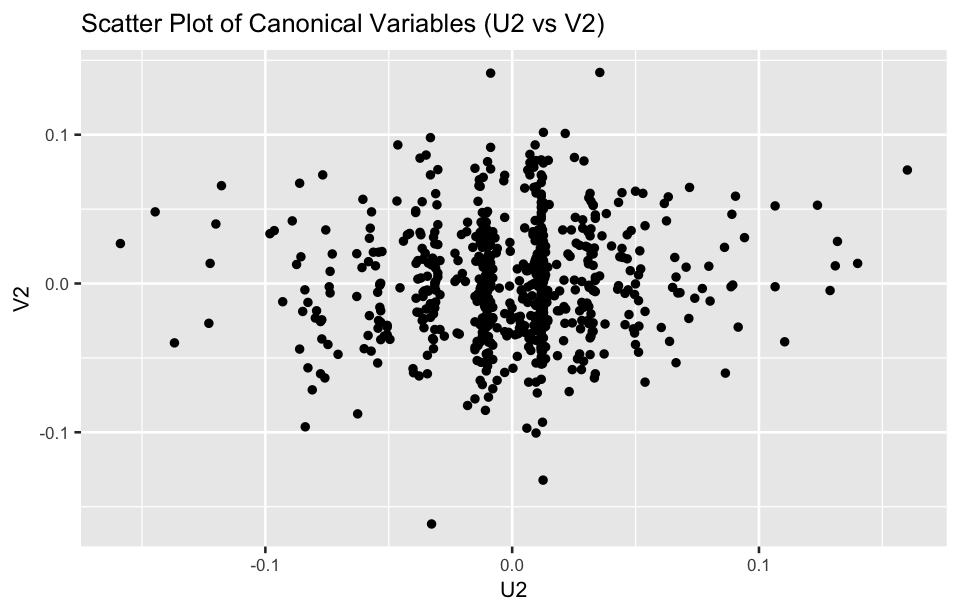 Scatter Plot of Canonical Variables (U2 vs V2)
0.1
0.0
-0.1
V2
-0.1 0.0 0.1
U2